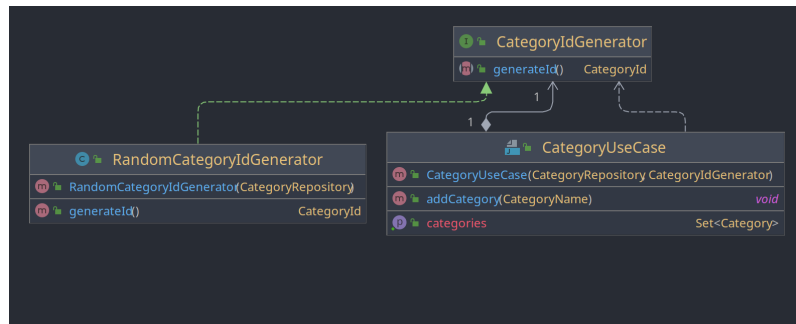 CategoryIdGenerator
generateId() CategoryId
1
1
RandomCategoryIdGenerator
RandomCategoryIdGenerator(CategoryRepository)
generateId() CategoryId
CategoryUseCase
CategoryUseCase(CategoryRepository CategoryIdGenerator)
addCategory(CategoryName) void
categories Set<Category>